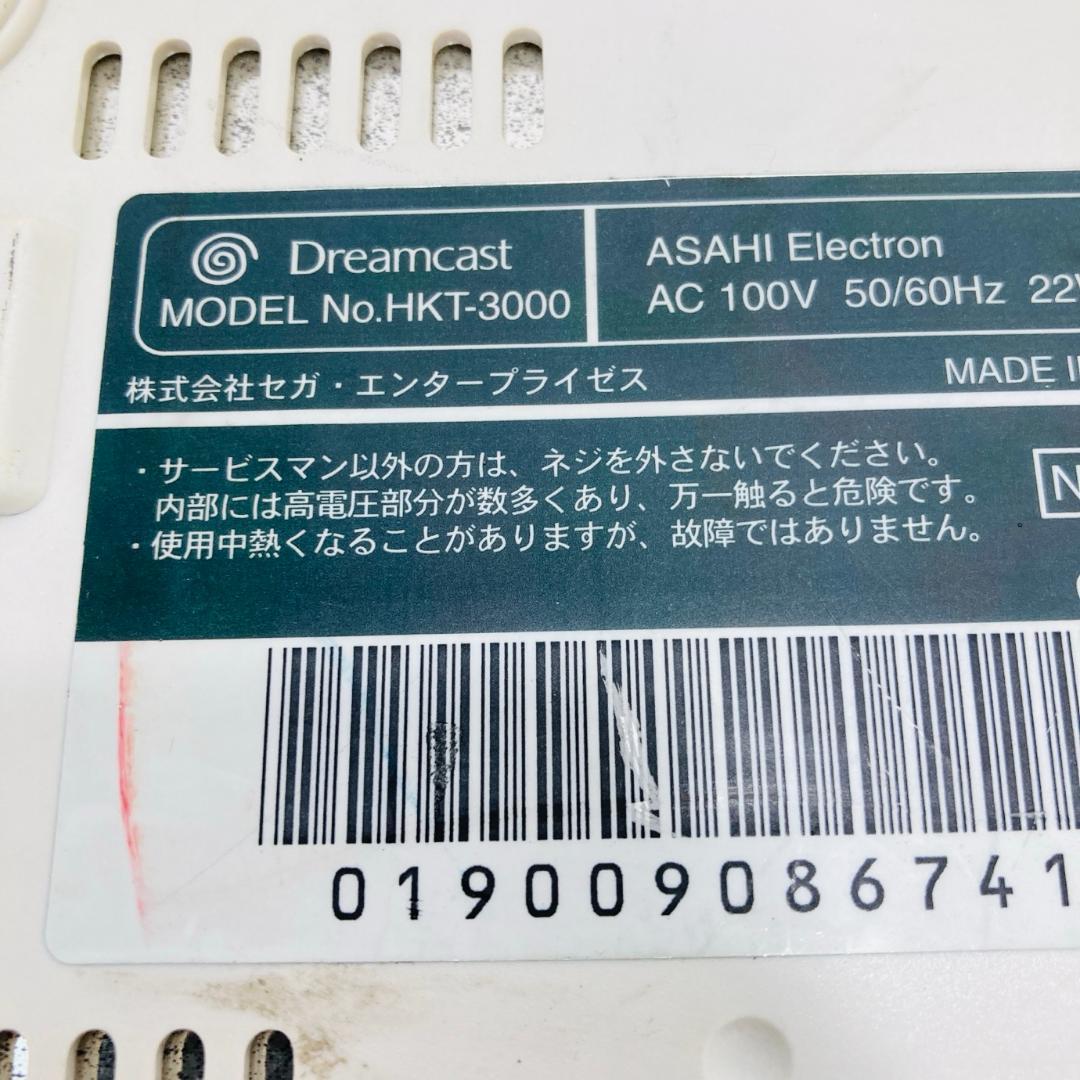 Dreamcast
MODEL No.HKT-3000
ASAHI Electron
AC 100V 50/60Hz 22
株式会社セガ・エンタープライゼス
MADE
・サービスマン以外の方は、ネジを外さないでください。
内部には高電圧部分が数多くあり、万一触ると危険です。
・使用中熱くなることがありますが、故障ではありません。
N
019009086741